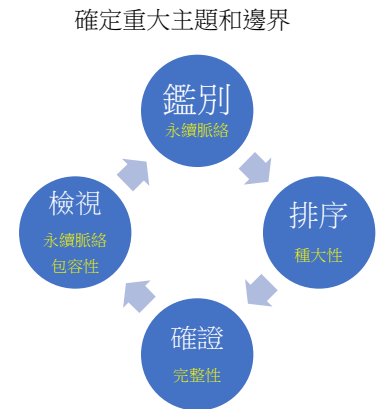 確定重大主題和邊界
鑑別
永續脈絡
排序
種大性
確證
完整性
檢視
永續脈絡
包容性